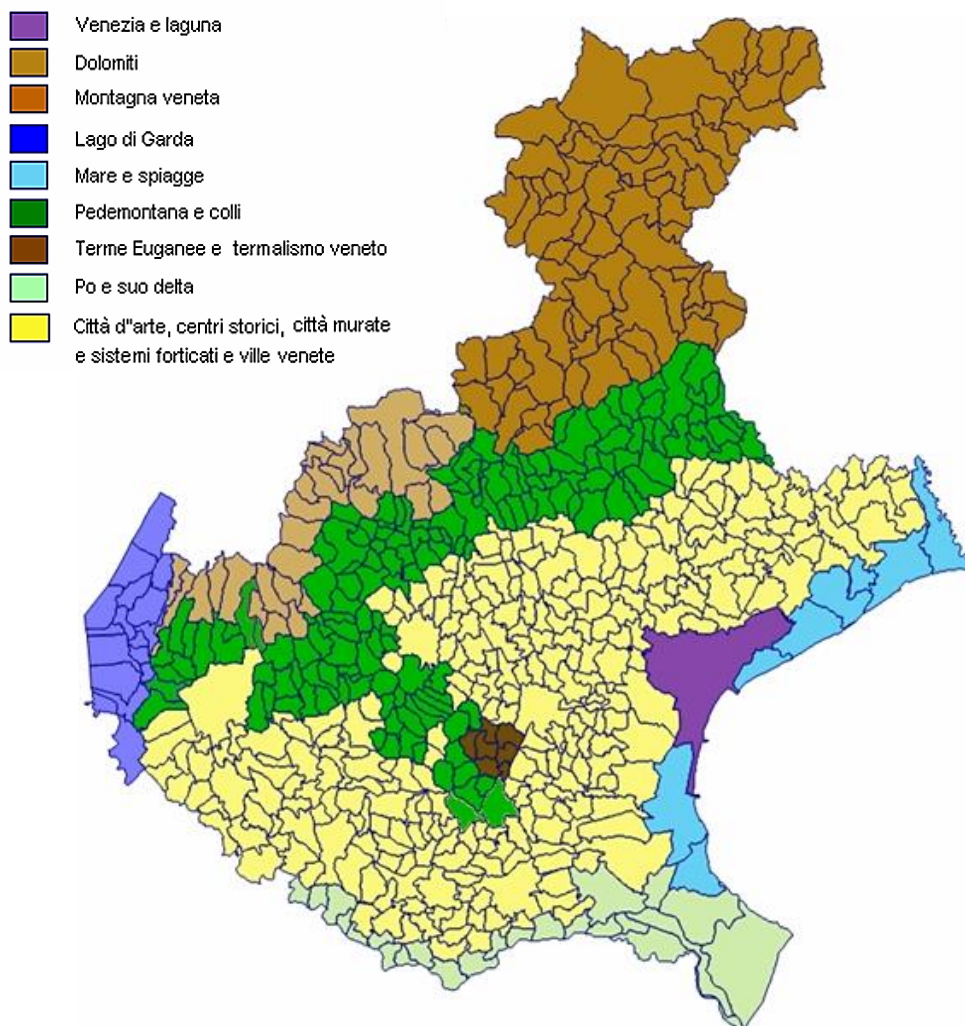 Venezia e laguna
Dolomiti
Montagna veneta
Lago di Garda
Mare e spiagge
Pedemontana e colli
Terme Euganee e termalismo veneto
Po e suo delta
Città d"arte, centri storici, città murate
e sistemi forticati e ville venete